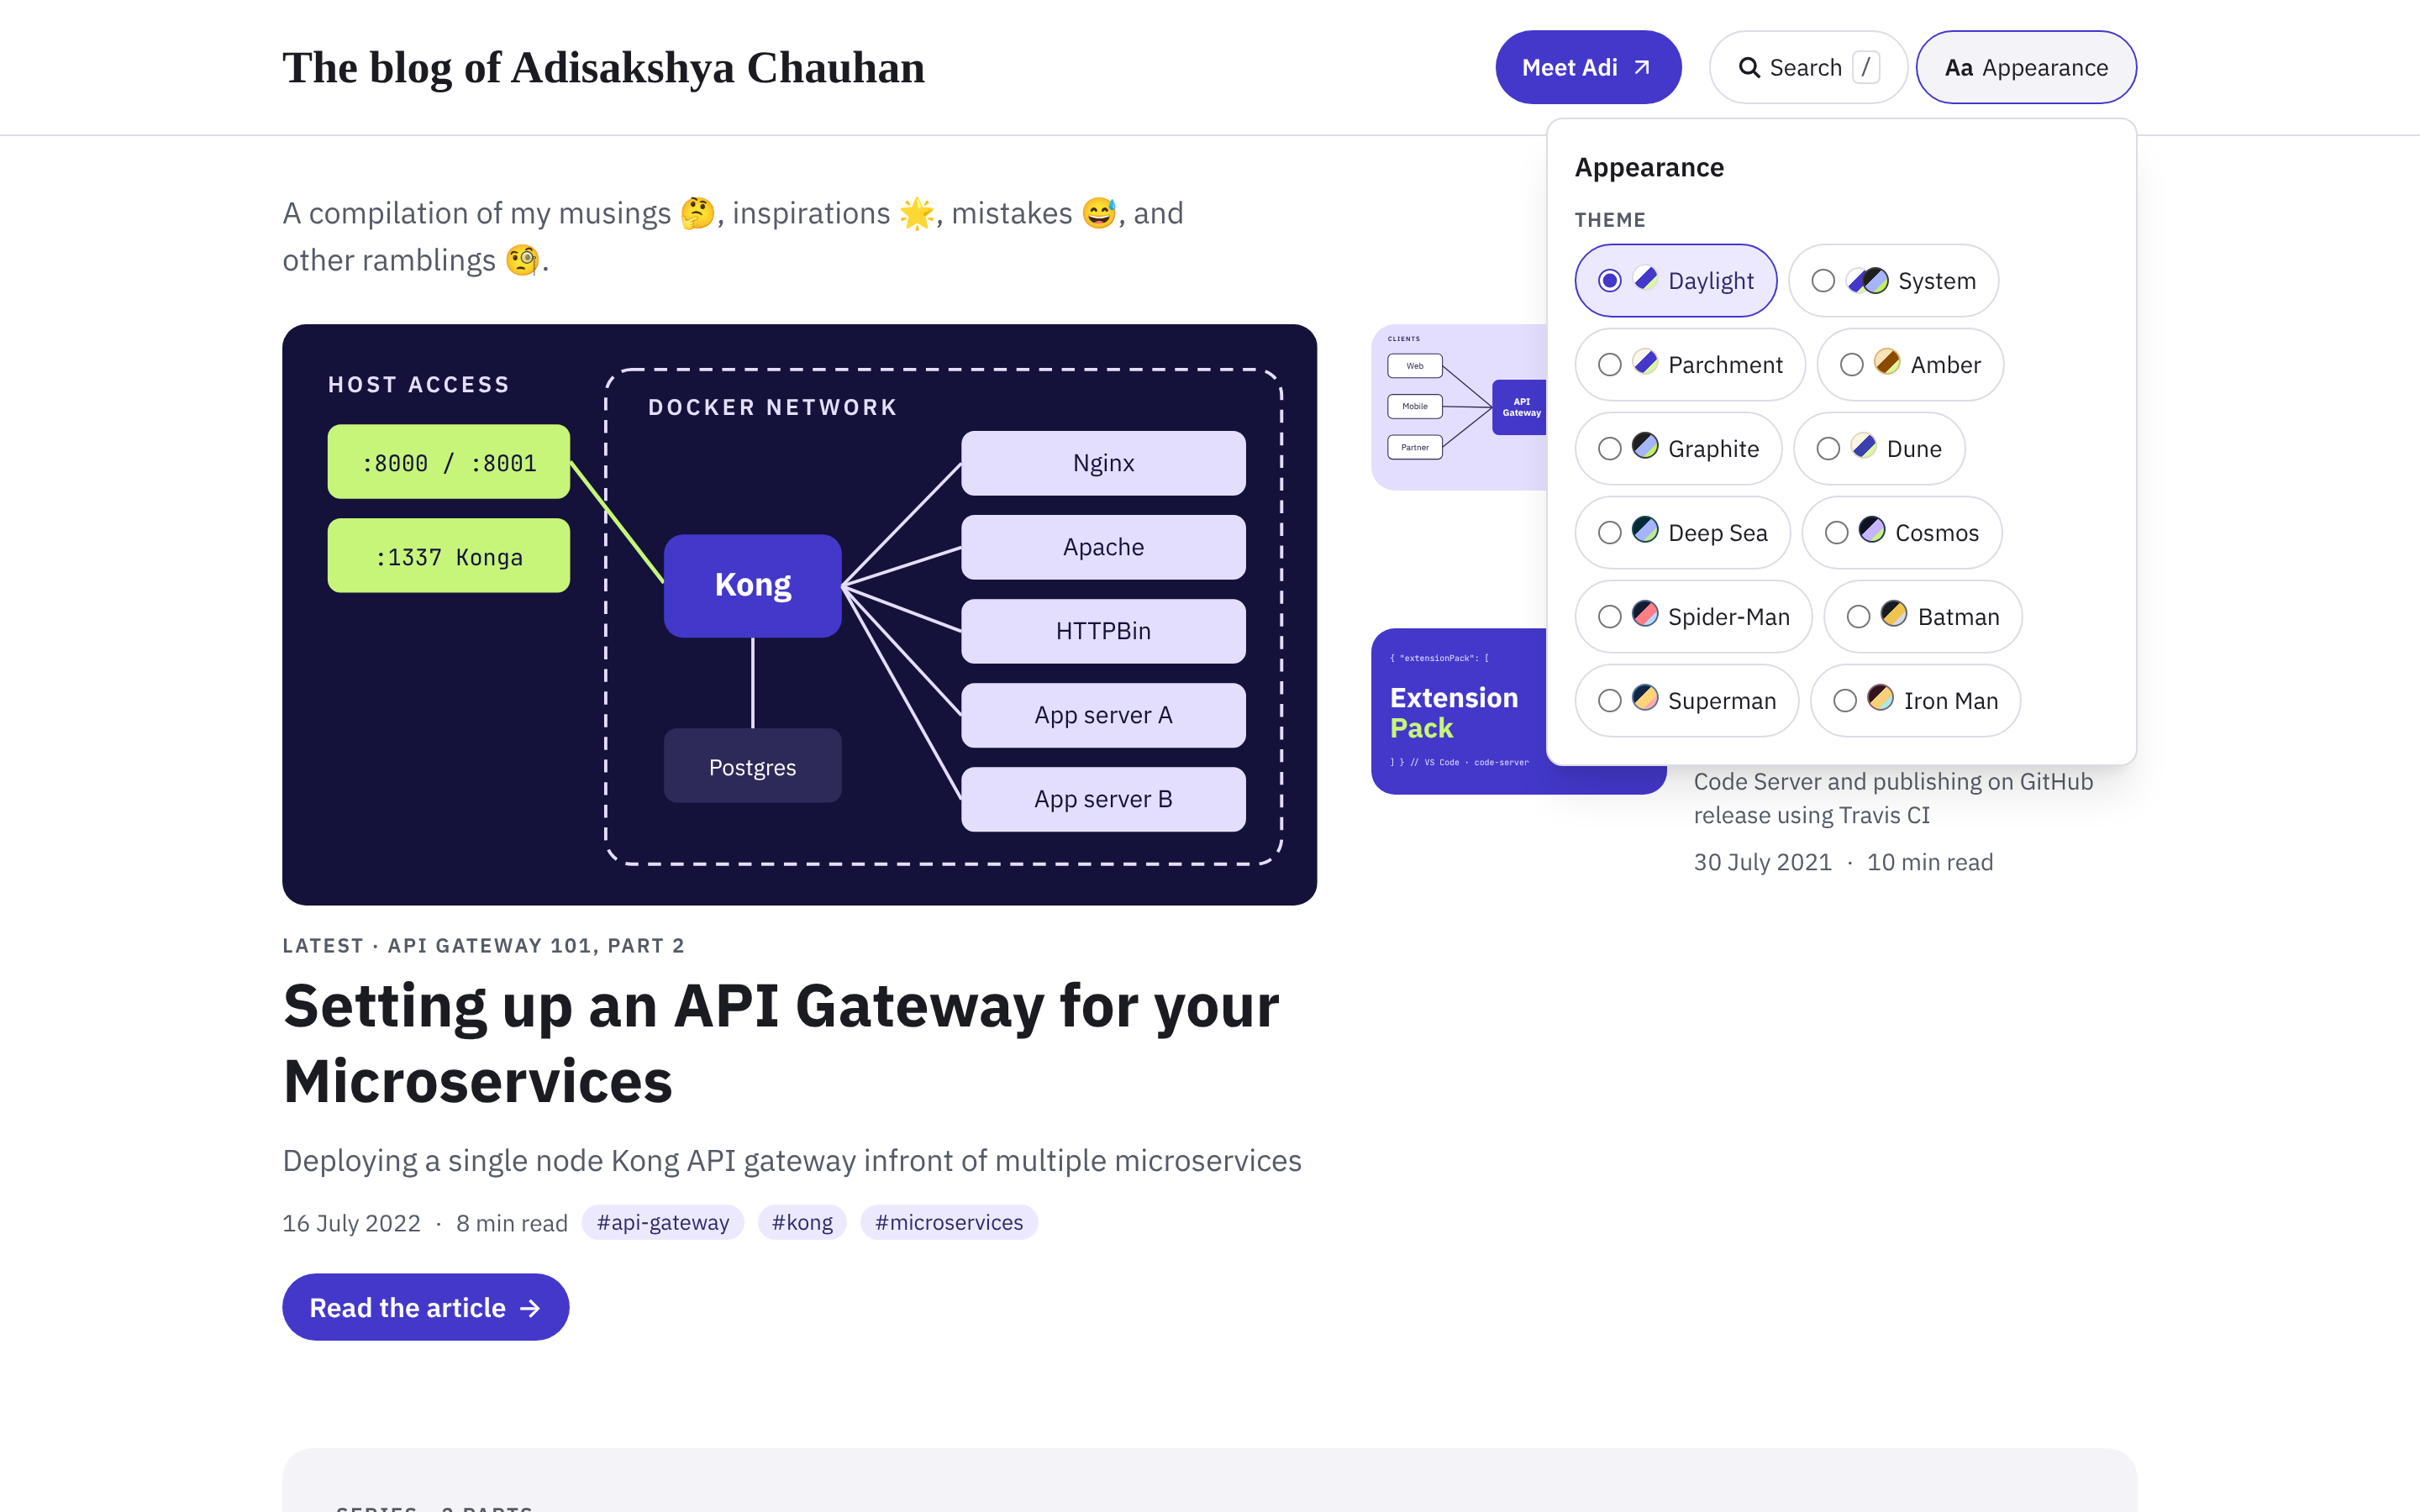 The blog of Adisakshya Chauhan
Meet Adi
Search /
Aa Appearance
A compilation of my musings 🤔, inspirations 🌟, mistakes 😅, and
other ramblings 🧐.
HOST ACCESS
:8000 / :8001
:1337 Konga
DOCKER NETWORK
Kong
Postgres
Nginx
Apache
HTTPBin
App server A
App server B
CLIENTS
Web
Mobile
Partner
API
Gateway
{ "extensionPack": [
Extension
Pack
] } // VS Code · code-server
Appearance
THEME
Daylight
System
Parchment
Amber
Graphite
Dune
Deep Sea
Cosmos
Spider-Man
Batman
Superman
Iron Man
Code Server and publishing on GitHub
release using Travis CI
30 July 2021 · 10 min read
LATEST · API GATEWAY 101, PART 2
Setting up an API Gateway for your
Microservices
Deploying a single node Kong API gateway infront of multiple microservices
16 July 2022 · 8 min read #api-gateway #kong #microservices
Read the article →